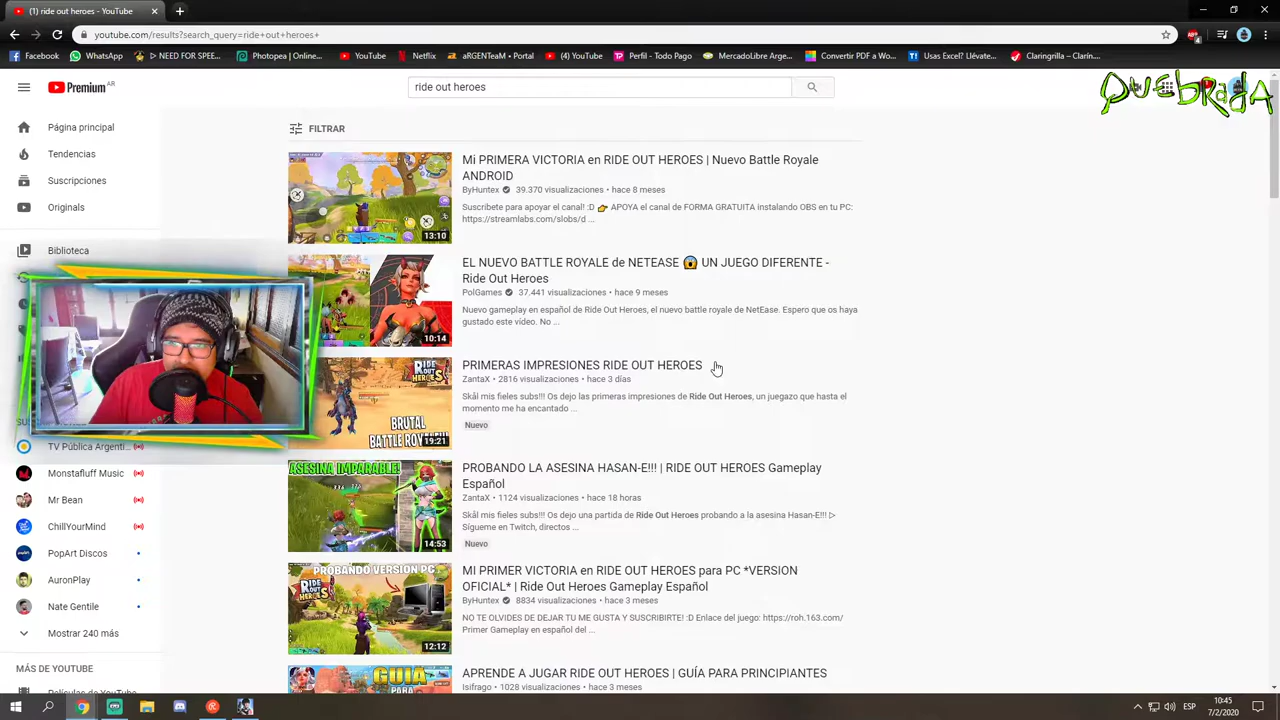 (1) ride out heroes - YouTube
youtube.com/results?search_query=ride+out+heroes+
Facebook
WhatsApp
► NEED FOR SPEE...
Photopea | Onlin...
YouTube
Netflix
aRGENTeaM • Portal
(4) YouTube
Perfil - Todo Pago
MercadoLibre Arge...
Convertir PDF a Wo...
Usas Excel? Llévate...
Claringrilla – Clarín....
Premium AR
ride out heroes
QUEBRADA
Página principal
Tendencias
Suscripciones
Originals
Biblioteca
TV Pública Argenti...
Monstafluff Music
Mr Bean
ChillYourMind
PopArt Discos
AuronPlay
Nate Gentile
Mostrar 240 más
MÁS DE YOUTUBE
Películas de YouTube
FILTRAR
13:10
Mi PRIMERA VICTORIA en RIDE OUT HEROES | Nuevo Battle Royale
ANDROID
ByHuntex 39.370 visualizaciones • hace 8 meses
Suscribete para apoyar el canal! :D 👉 APOYA el canal de FORMA GRATUITA instalando OBS en tu PC:
https://streamlabs.com/slobs/d ...
10:14
EL NUEVO BATTLE ROYALE de NETEASE 😱 UN JUEGO DIFERENTE -
Ride Out Heroes
PolGames 37.441 visualizaciones • hace 9 meses
Nuevo gameplay en español de Ride Out Heroes, el nuevo battle royale de NetEase. Espero que os haya
gustado este vídeo. No ...
RIDE OUT HEROES
BRUTAL
BATTLE ROYALE
19:21
PRIMERAS IMPRESIONES RIDE OUT HEROES
ZantaX • 2816 visualizaciones • hace 3 días
Skål mis fieles subs!!! Os dejo las primeras impresiones de Ride Out Heroes, un juegazo que hasta el
momento me ha encantado ...
Nuevo
ASESINA IMPARABLE!
14:53
PROBANDO LA ASESINA HASAN-E!!! | RIDE OUT HEROES Gameplay
Español
ZantaX • 1124 visualizaciones • hace 18 horas
Skål mis fieles subs!!! Os dejo una partida de Ride Out Heroes probando a la asesina Hasan-E!!! ▷
Sígueme en Twitch, directos ...
Nuevo
PROBANDO VERSION PC
RIDE OUT HEROES
12:12
MI PRIMER VICTORIA en RIDE OUT HEROES para PC *VERSION
OFICIAL* | Ride Out Heroes Gameplay Español
ByHuntex 8834 visualizaciones • hace 3 meses
NO TE OLVIDES DE DEJAR TU ME GUSTA Y SUSCRIBIRTE! :D Enlace del juego: https://roh.163.com/
Primer Gameplay en español del ...
GUÍA
PARA
APRENDE A JUGAR RIDE OUT HEROES | GUÍA PARA PRINCIPIANTES
Isifrago • 1028 visualizaciones • hace 3 meses
ESP
10:45
7/5/2020